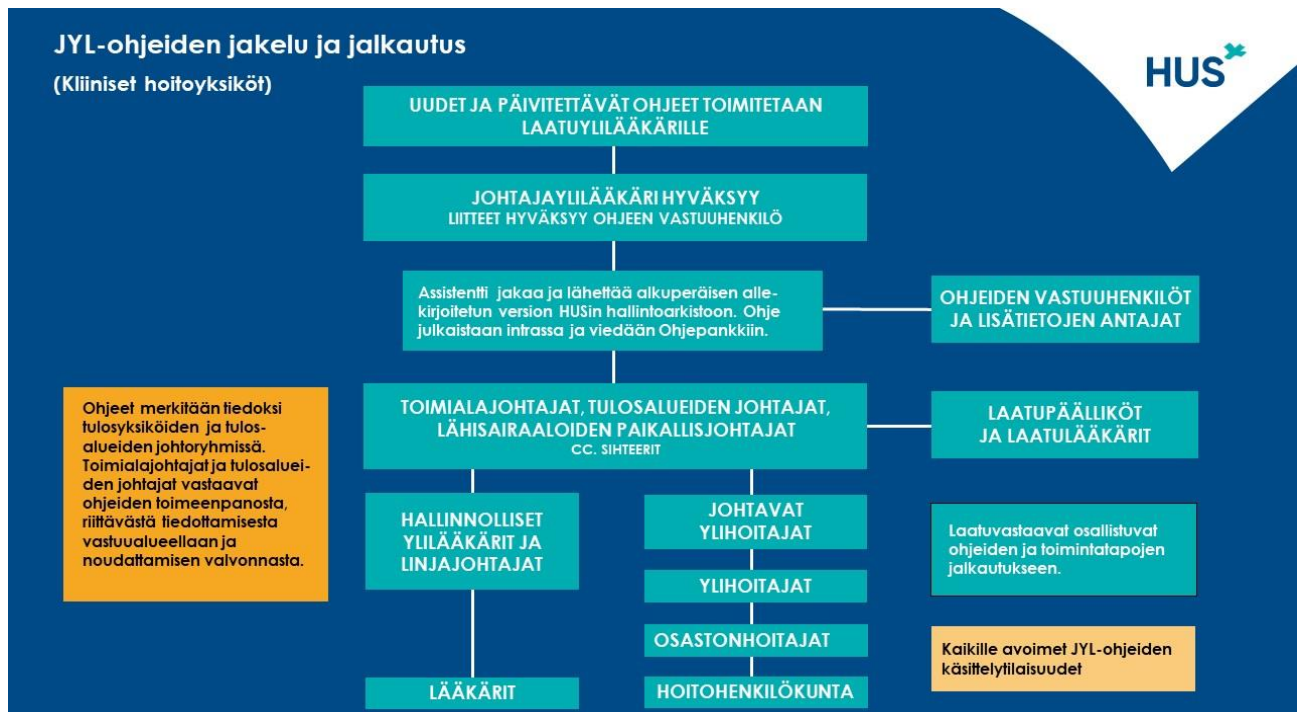 JYL-ohjeiden jakelu ja jalkautus
(Kliiniset hoitoyksiköt)
HUS
UUDET JA PÄIVITETTÄVÄT OHJEET TOIMITETAAN
LAATUYLILÄÄKÄRILLE
JOHTAJAYLILÄÄKÄRI HYVÄKSYY
LIITTEET HYVÄKSYY OHJEEN VASTUUHENKILÖ
Assistentti jakaa ja lähettää alkuperäisen alle-
kirjoitetun version HUSin hallintoarkistoon. Ohje
julkaistaan intrassa ja viedään Ohjepankkiin.
OHJEIDEN VASTUUHENKILÖT
JA LISÄTIETOJEN ANTAJAT
Ohjeet merkitään tiedoksi
tulosyksiköiden ja tulos-
alueiden johtoryhmissä.
Toimialajohtajat ja tulosaluei-
den johtajat vastaavat
ohjeiden toimeenpanosta,
riittävästä tiedottamisesta
vastuualueellaan ja
noudattamisen valvonnasta.
TOIMIALAJOHTAJAT, TULOSALUEIDEN JOHTAJAT,
LÄHISAIRAALOIDEN PAIKALLISJOHTAJAT
CC. SIHTEERIT
LAATUPÄÄLLIKÖT
JA LAATULÄÄKÄRIT
HALLINNOLLISET
YLILÄÄKÄRIT JA
LINJAJOHTAJAT
LÄÄKÄRIT
JOHTAVAT
YLIHOITAJAT
YLIHOITAJAT
OSASTONHOITAJAT
HOITOHENKILÖKUNTA
Laatuvastaavat osallistuvat
ohjeiden ja toimintatapojen
jalkautukseen.
Kaikille avoimet JYL-ohjeiden
käsittelytilaisuudet